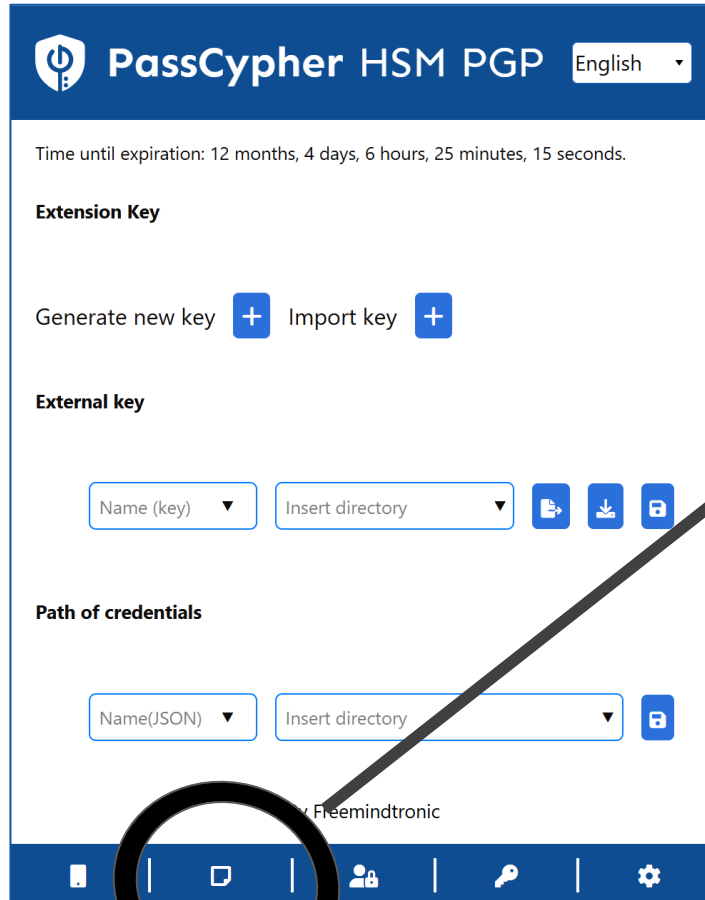 PassCypher HSM PGP English
Time until expiration: 12 months, 4 days, 6 hours, 25 minutes, 15 seconds.
Extension Key
Generate new key + Import key +
External key
Name (key) Insert directory
Path of credentials
Name(JSON) Insert directory
Freemindtronic